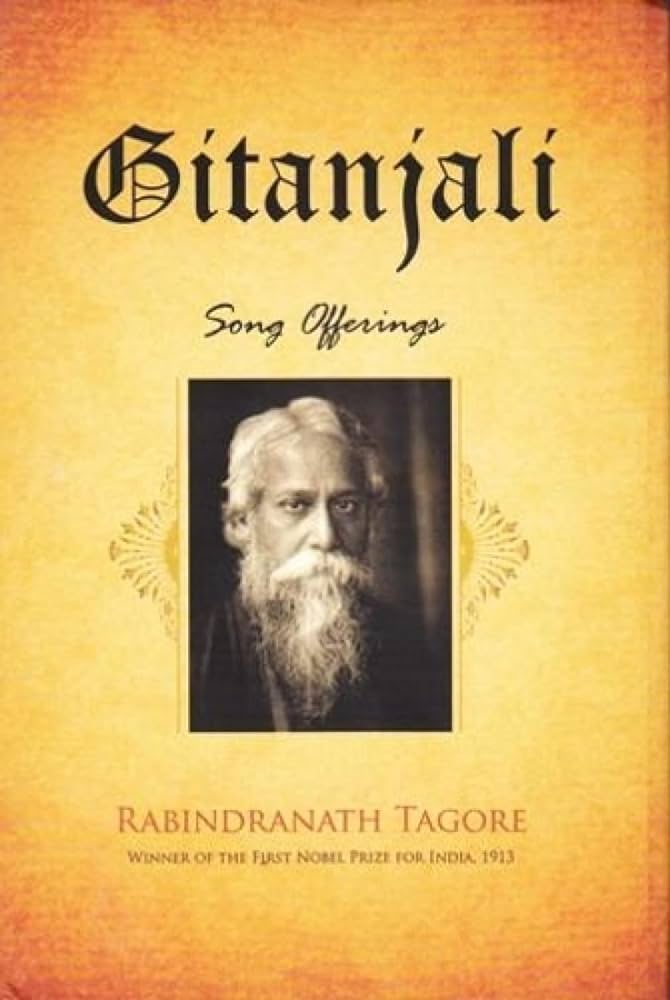 Gitanjali
Song Offerings
RABINDRANATH TAGORE
WINNER OF THE FIRST NOBEL PRIZE FOR INDIA, 1913